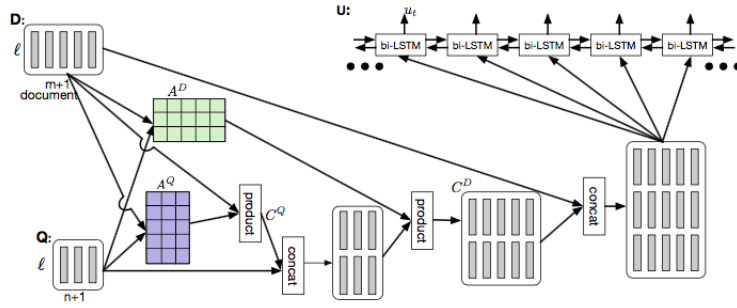 D:
U:
u_t
ℓ
bi-LSTM
bi-LSTM
bi-LSTM
bi-LSTM
bi-LSTM
m+1
document
A^D
A^Q
product
C^Q
concat
product
C^D
concat
Q:
ℓ
n+1